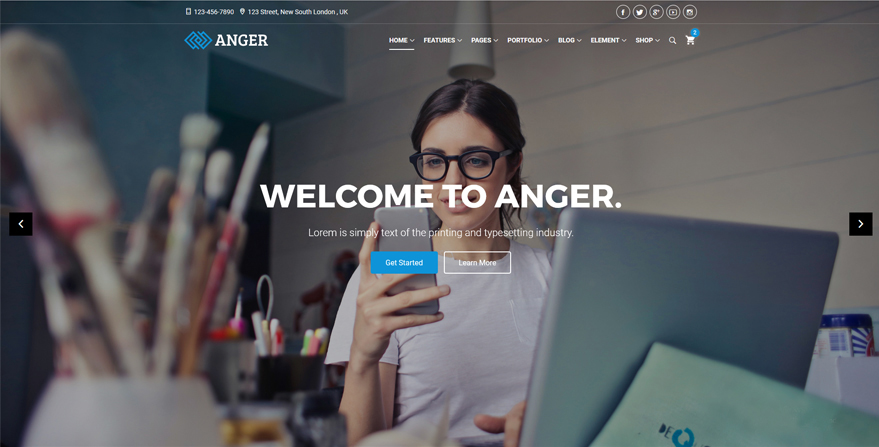 123-456-7890 123 Street, New South London , UK
ANGER
HOME FEATURES PAGES PORTFOLIO BLOG ELEMENT SHOP
2
WELCOME TO ANGER.
Lorem is simply text of the printing and typesetting industry.
Get Started Learn More